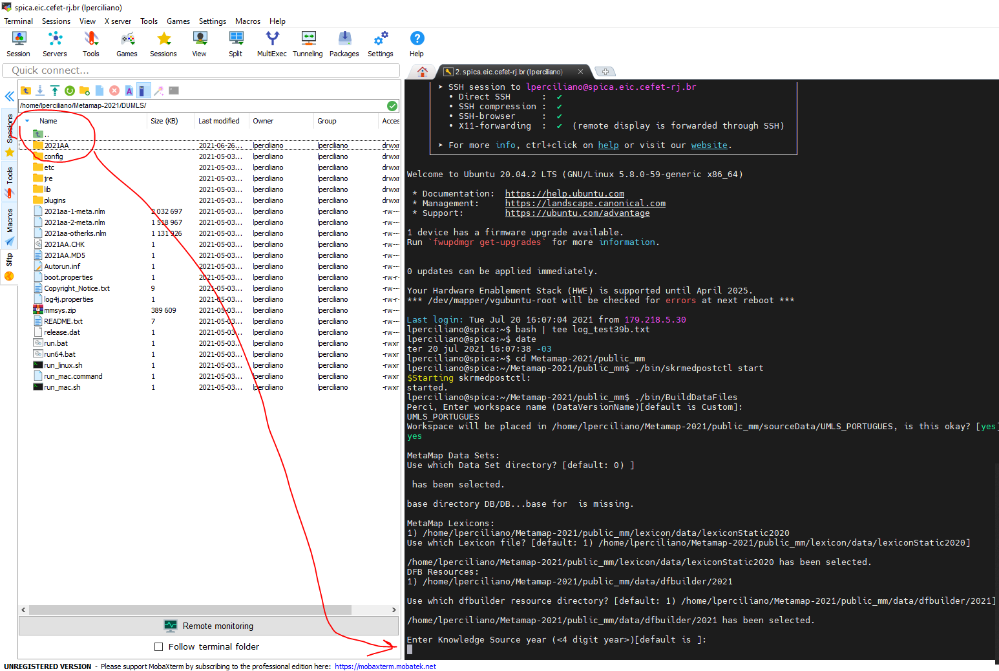 spica.eic.cefet-rj.br (lperciliano)
Terminal Sessions View X server Tools Games Settings Macros Help
Session Servers Tools Games Sessions View Split MultiExec Tunneling Packages Settings Help
Quick connect...
2. spica.eic.cefet-rj.br (lperciliano)
Sessions
Tools
Macros
Sftp
/home/lperciliano/Metamap-2021/DUMLS/
Name Size (KB) Last modified Owner Group Acces
..
2021AA 2021-06-26... lperciliano lperciliano drwxr
config 2021-05-03... lperciliano lperciliano drwxr
etc 2021-05-03... lperciliano lperciliano drwxr
jre 2021-05-03... lperciliano lperciliano drwxr
lib 2021-05-03... lperciliano lperciliano drwxr
plugins 2021-05-03... lperciliano lperciliano drwxr
2021aa-1-meta.nlm 2 032 697 2021-05-03... lperciliano lperciliano -rw---
2021aa-2-meta.nlm 1 518 967 2021-05-03... lperciliano lperciliano -rw---
2021aa-otherks.nlm 1 131 926 2021-05-03... lperciliano lperciliano -rw---
2021AA.CHK 1 2021-05-03... lperciliano lperciliano -rw---
2021AA.MD5 1 2021-05-03... lperciliano lperciliano -rw---
Autorun.inf 1 2021-05-03... lperciliano lperciliano -rw---
boot.properties 1 2021-05-03... lperciliano lperciliano -rw-r-
Copyright_Notice.txt 9 2021-05-03... lperciliano lperciliano -rw---
log4j.properties 1 2021-05-03... lperciliano lperciliano -rw-r-
mmsys.zip 389 609 2021-05-03... lperciliano lperciliano -rw---
README.txt 7 2021-05-03... lperciliano lperciliano -rw---
release.dat 1 2021-05-03... lperciliano lperciliano -rw---
run.bat 1 2021-05-03... lperciliano lperciliano -rwxr
run64.bat 1 2021-05-03... lperciliano lperciliano -rwxr
run_linux.sh 1 2021-05-03... lperciliano lperciliano -rwxr
run_mac.command 1 2021-05-03... lperciliano lperciliano -rwxr
run_mac.sh 1 2021-05-03... lperciliano lperciliano -rwxr
Remote monitoring
Follow terminal folder
➤ SSH session to lperciliano@spica.eic.cefet-rj.br
• Direct SSH : ✔
• SSH compression : ✔
• SSH-browser : ✔
• X11-forwarding : ✔ (remote display is forwarded through SSH)
➤ For more info, ctrl+click on help or visit our website.
Welcome to Ubuntu 20.04.2 LTS (GNU/Linux 5.8.0-59-generic x86_64)
* Documentation: https://help.ubuntu.com
* Management: https://landscape.canonical.com
* Support: https://ubuntu.com/advantage
1 device has a firmware upgrade available.
Run `fwupdmgr get-upgrades` for more information.
0 updates can be applied immediately.
Your Hardware Enablement Stack (HWE) is supported until April 2025.
*** /dev/mapper/vgubuntu-root will be checked for errors at next reboot ***
Last login: Tue Jul 20 16:07:04 2021 from 179.218.5.30
lperciliano@spica:~$ bash | tee log_test39b.txt
lperciliano@spica:~$ date
ter 20 jul 2021 16:07:38 -03
lperciliano@spica:~$ cd Metamap-2021/public_mm
lperciliano@spica:~/Metamap-2021/public_mm$ ./bin/skrmedpostctl start
$Starting skrmedpostctl:
started.
lperciliano@spica:~/Metamap-2021/public_mm$ ./bin/BuildDataFiles
Perci, Enter workspace name (DataVersionName)[default is Custom]:
UMLS_PORTUGUES
Workspace will be placed in /home/lperciliano/Metamap-2021/public_mm/sourceData/UMLS_PORTUGUES, is this okay? [yes]
yes
MetaMap Data Sets:
Use which Data Set directory? [default: 0) ]
has been selected.
base directory DB/DB...base for is missing.
MetaMap Lexicons:
1) /home/lperciliano/Metamap-2021/public_mm/lexicon/data/lexiconStatic2020
Use which Lexicon file? [default: 1) /home/lperciliano/Metamap-2021/public_mm/lexicon/data/lexiconStatic2020]
/home/lperciliano/Metamap-2021/public_mm/lexicon/data/lexiconStatic2020 has been selected.
DFB Resources:
1) /home/lperciliano/Metamap-2021/public_mm/data/dfbuilder/2021
Use which dfbuilder resource directory? [default: 1) /home/lperciliano/Metamap-2021/public_mm/data/dfbuilder/2021]
/home/lperciliano/Metamap-2021/public_mm/data/dfbuilder/2021 has been selected.
Enter Knowledge Source year (<4 digit year>)[default is ]:
UNREGISTERED VERSION - Please support MobaXterm by subscribing to the professional edition here: https://mobaxterm.mobatek.net